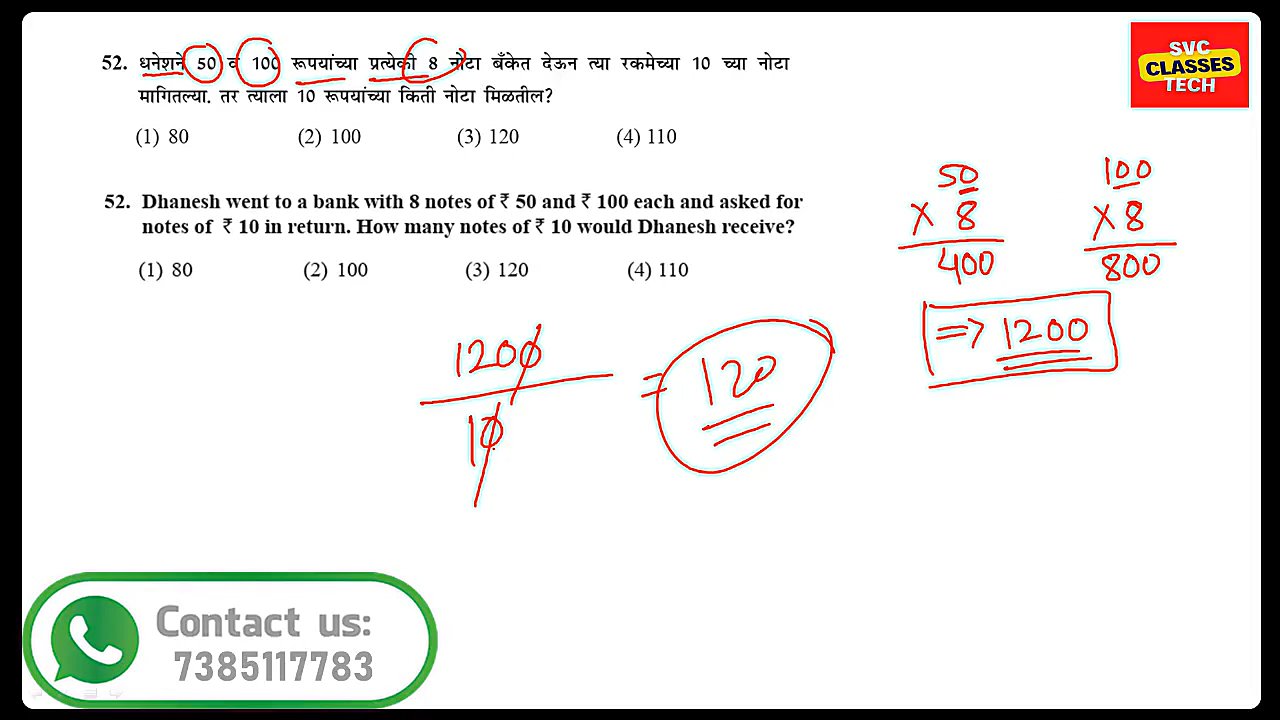 52. धनेशने 50 व 100 रूपयांच्या प्रत्येकी 8 नोटा बँकेत देऊन त्या रकमेच्या 10 च्या नोटा
मागितल्या. तर त्याला 10 रूपयांच्या किती नोटा मिळतील?
(1) 80 (2) 100 (3) 120 (4) 110
52. Dhanesh went to a bank with 8 notes of ₹ 50 and ₹ 100 each and asked for
notes of ₹ 10 in return. How many notes of ₹ 10 would Dhanesh receive?
(1) 80 (2) 100 (3) 120 (4) 110
SVC
CLASSES
TECH
50
× 8
400
100
× 8
800
=> 1200
1200
10
= 120
Contact us:
7385117783